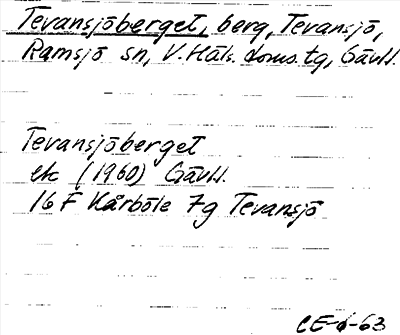 Tevansjöberget, berg, Tevansjö,
Ramsjö sn, V. Häls. doms. tg, Gävl.
Tevansjöberget
ek (1960) Gävl.
16 F Kårböle 7g Tevansjö
CE-6-63